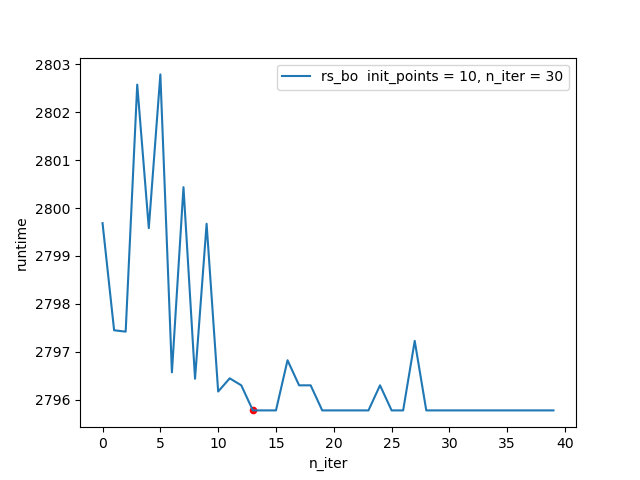 rs_bo  init_points = 10, n_iter = 30
2803
2802
2801
2800
2799
2798
2797
2796
runtime
0 5 10 15 20 25 30 35 40
n_iter